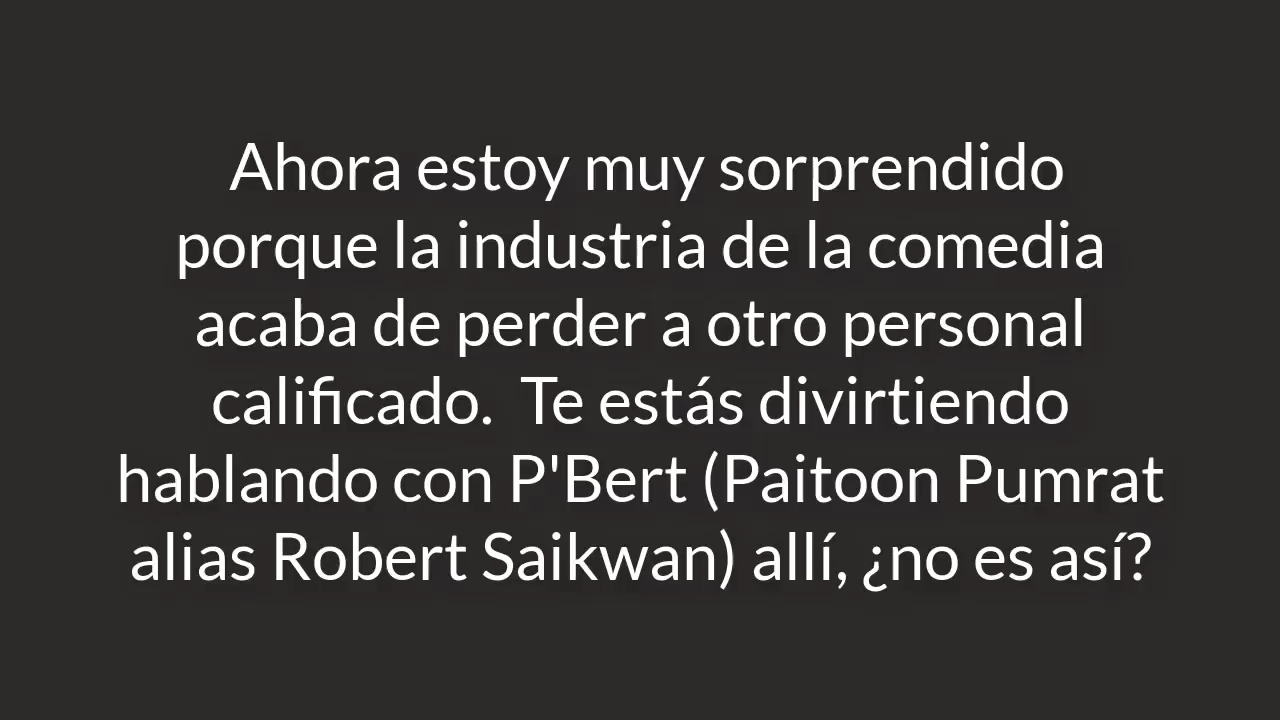 Ahora estoy muy sorprendido
porque la industria de la comedia
acaba de perder a otro personal
calificado.  Te estás divirtiendo
hablando con P'Bert (Paitoon Pumrat
alias Robert Saikwan) allí, ¿no es así?